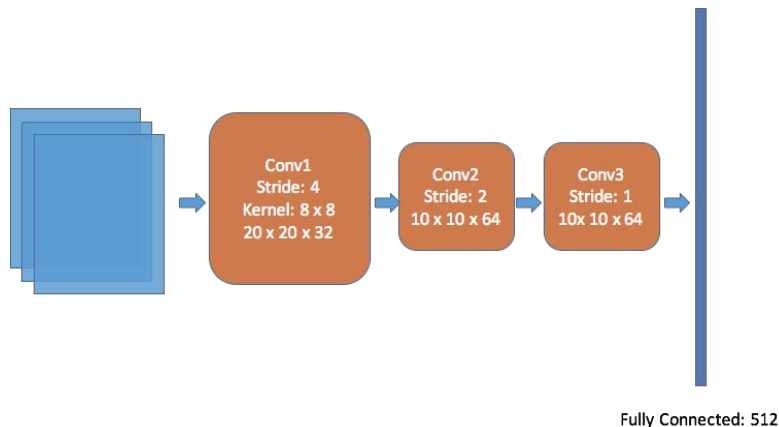 Conv1
Stride: 4
Kernel: 8 x 8
20 x 20 x 32
Conv2
Stride: 2
10 x 10 x 64
Conv3
Stride: 1
10x 10 x 64
Fully Connected: 512